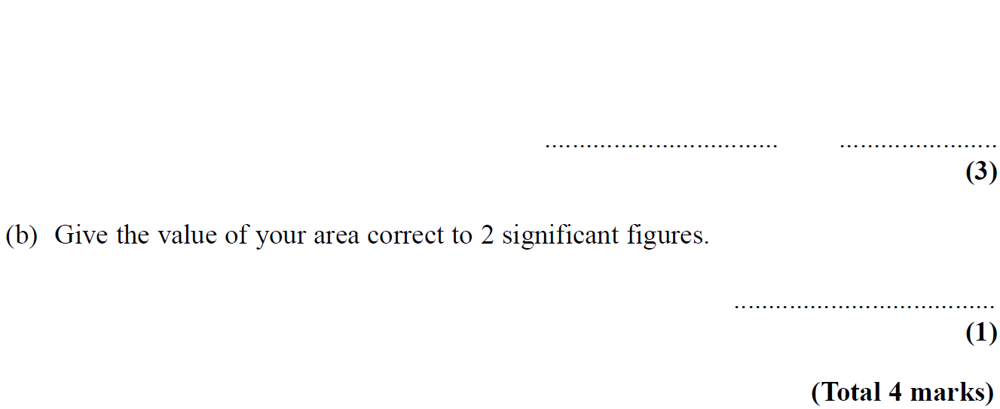 .................................. .......................
(3)
(b) Give the value of your area correct to 2 significant figures.
......................................
(1)
(Total 4 marks)